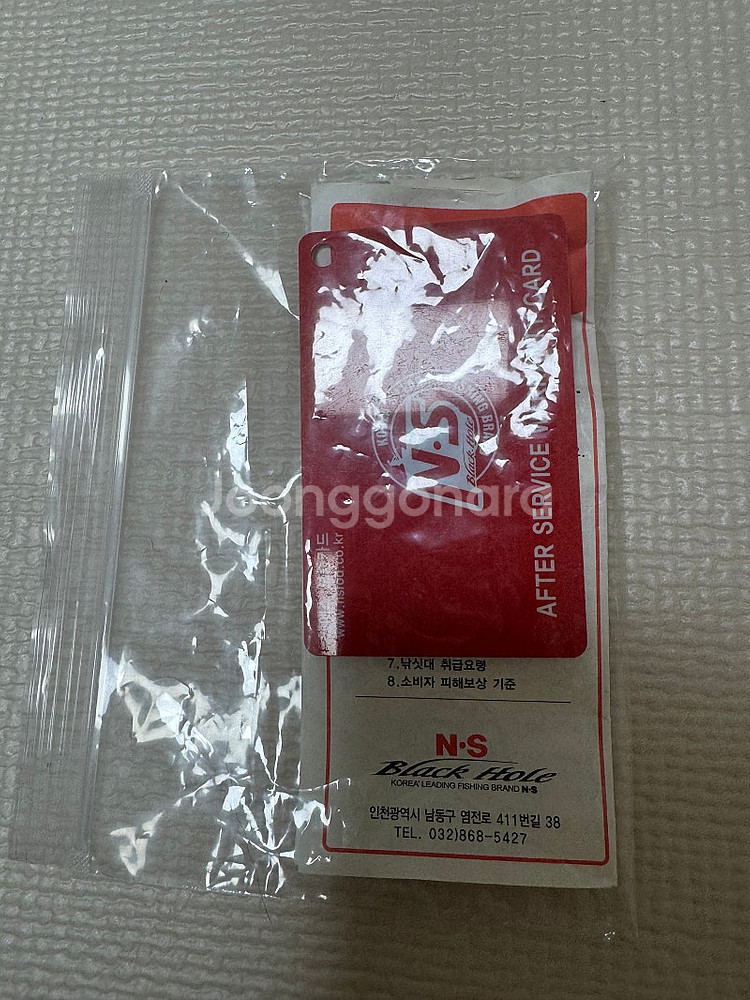 AFTER SERVICE
CARD
N·S
Black Hole
www.nsrod.co.kr
7.낚싯대 취급요령
8.소비자 피해보상 기준
N·S
Black Hole
KOREA' LEADING FISHING BRAND N·S
인천광역시 남동구 염전로 411번길 38
TEL. 032)868-5427
Joonggonara